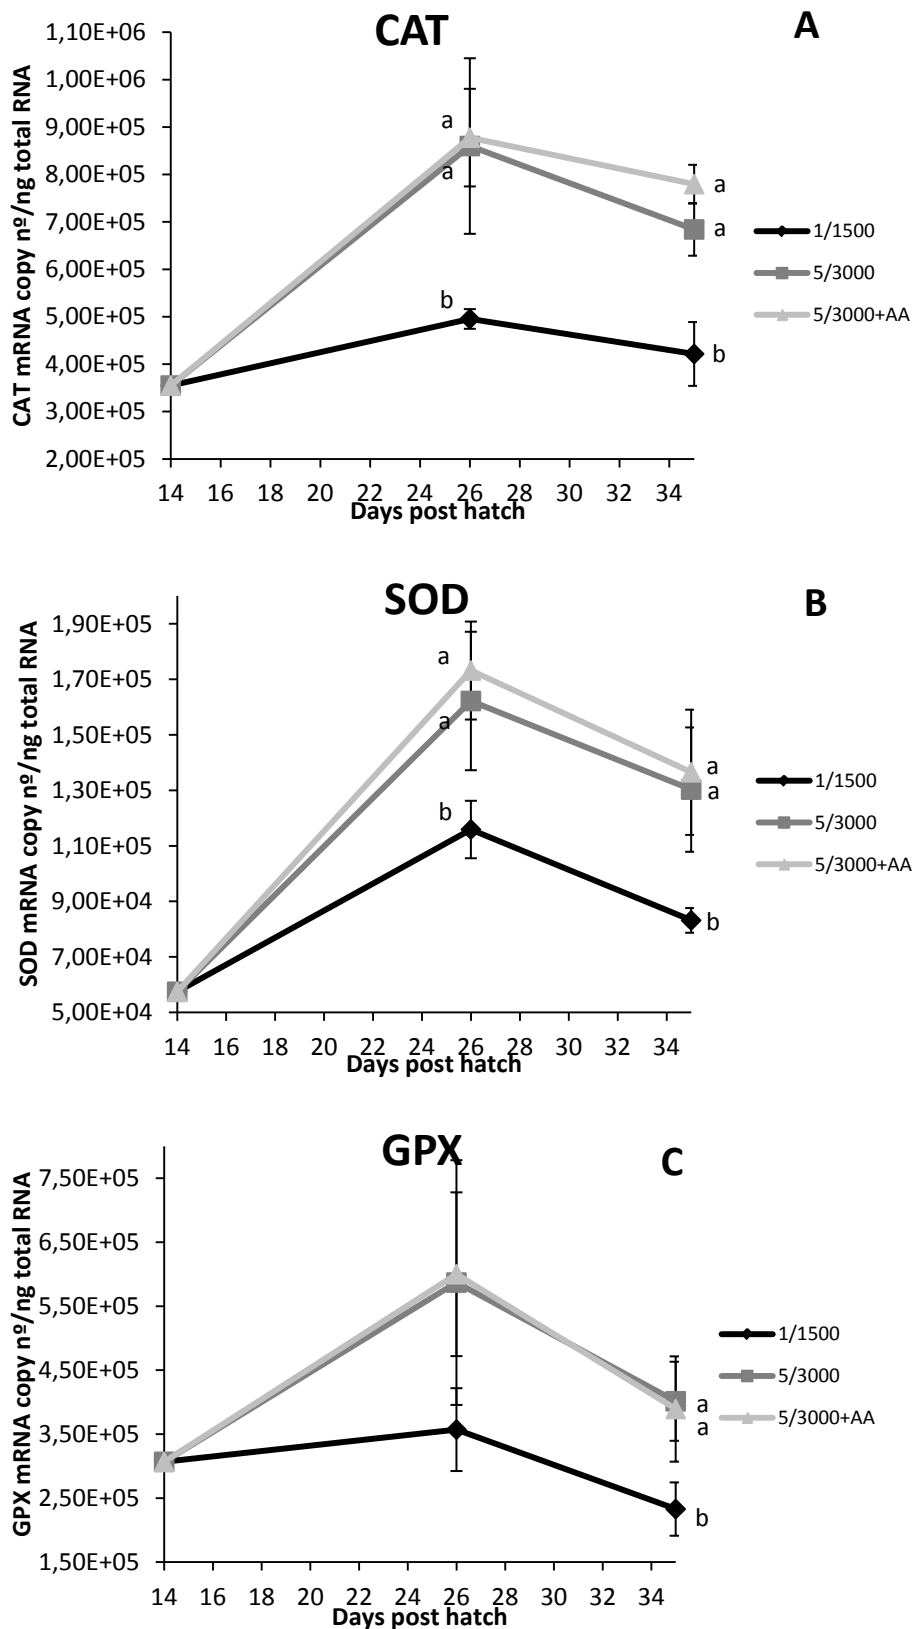 CAT
A
CAT mRNA copy nº/ng total RNA
1,10E+06
1,00E+06
9,00E+05
8,00E+05
7,00E+05
6,00E+05
5,00E+05
4,00E+05
3,00E+05
2,00E+05
a
a
b
a
a
b
1/1500
5/3000
5/3000+AA
14 16 18 20 22 24 26 28 30 32 34
Days post hatch
SOD
B
SOD mRNA copy nº/ng total RNA
1,90E+05
1,70E+05
1,50E+05
1,30E+05
1,10E+05
9,00E+04
7,00E+04
5,00E+04
a
a
b
a
a
b
1/1500
5/3000
5/3000+AA
14 16 18 20 22 24 26 28 30 32 34
Days post hatch
GPX
C
GPX mRNA copy nº/ng total RNA
7,50E+05
6,50E+05
5,50E+05
4,50E+05
3,50E+05
2,50E+05
1,50E+05
a
a
b
1/1500
5/3000
5/3000+AA
14 16 18 20 22 24 26 28 30 32 34
Days post hatch